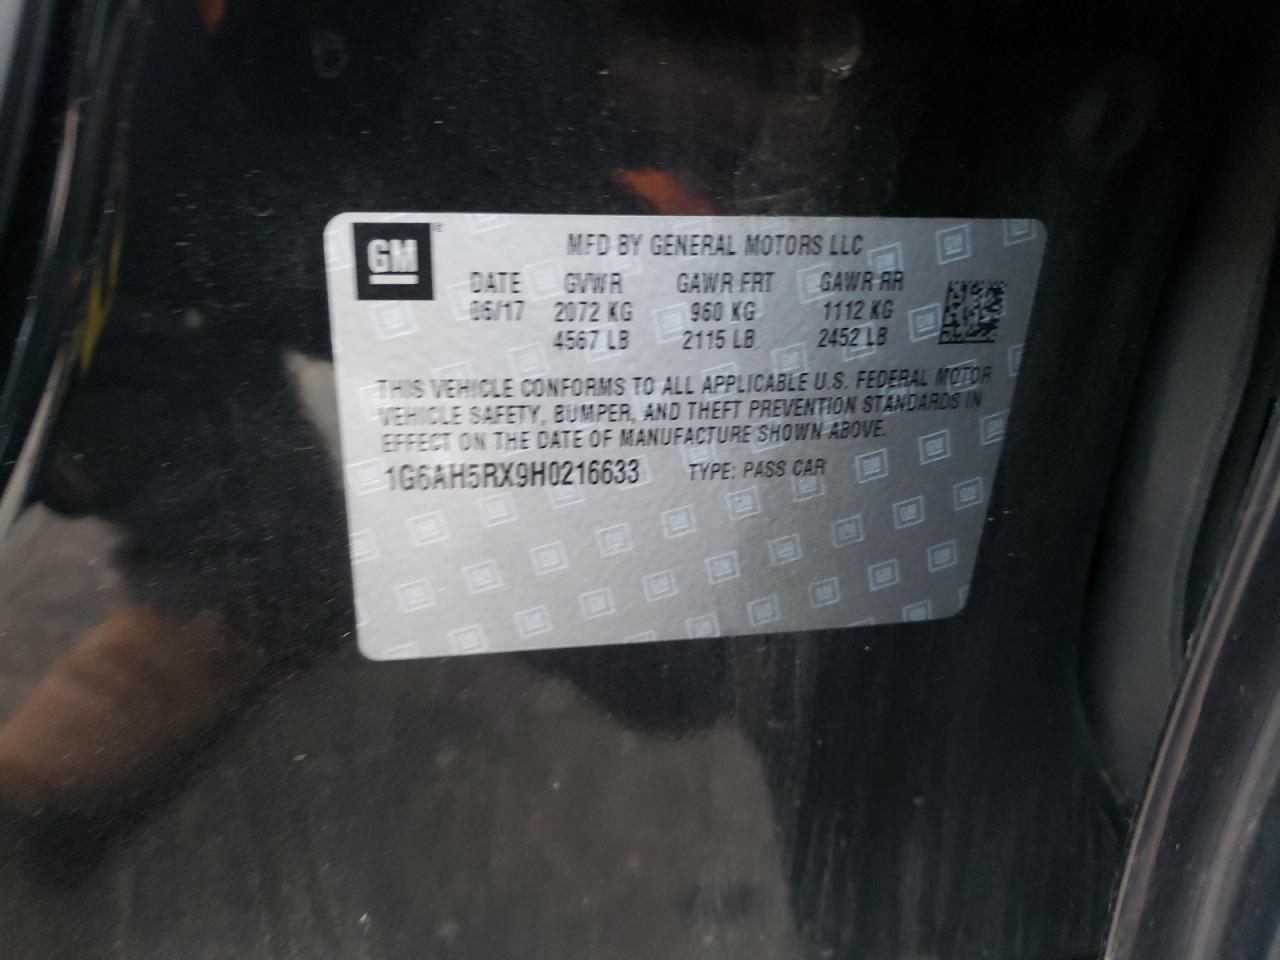 GM
MFD BY GENERAL MOTORS LLC
DATE GVWR GAWR FRT GAWR RR
06/17 2072 KG 960 KG 1112 KG
4567 LB 2115 LB 2452 LB
THIS VEHICLE CONFORMS TO ALL APPLICABLE U.S. FEDERAL MOTOR
VEHICLE SAFETY, BUMPER, AND THEFT PREVENTION STANDARDS IN
EFFECT ON THE DATE OF MANUFACTURE SHOWN ABOVE.
1G6AH5RX9H0216633 TYPE: PASS CAR